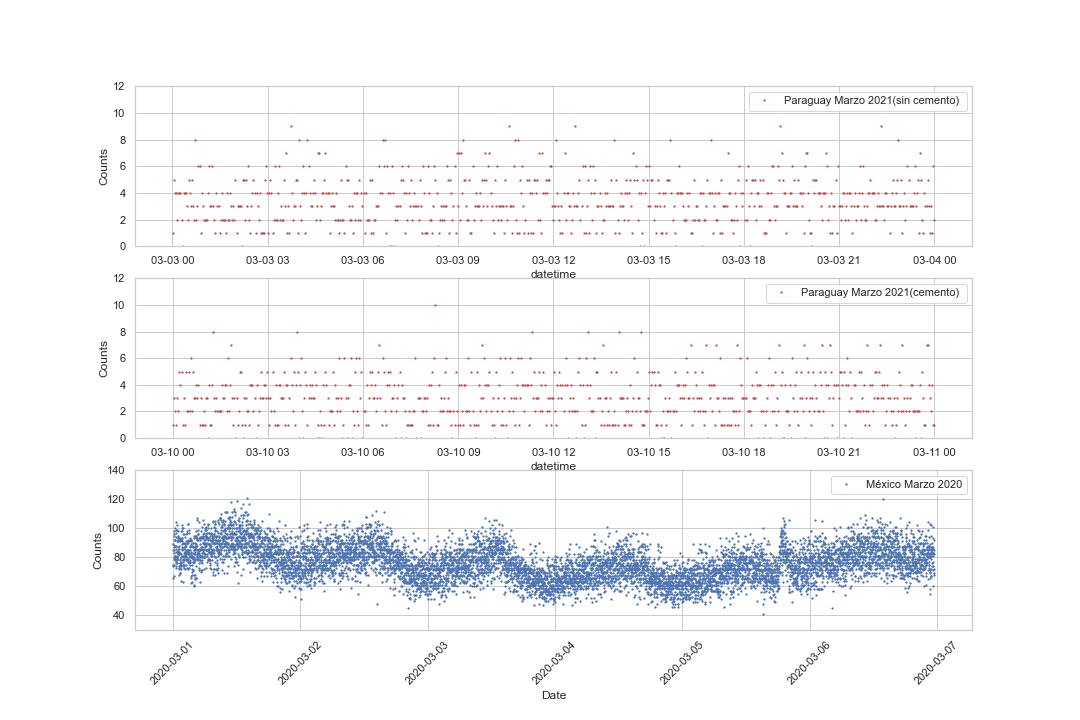 12
10
8
6
4
2
0
Counts
Paraguay Marzo 2021(sin cemento)
03-03 00 03-03 03 03-03 06 03-03 09 03-03 12 03-03 15 03-03 18 03-03 21 03-04 00
datetime
12
10
8
6
4
2
0
Counts
Paraguay Marzo 2021(cemento)
03-10 00 03-10 03 03-10 06 03-10 09 03-10 12 03-10 15 03-10 18 03-10 21 03-11 00
datetime
140
120
100
80
60
40
Counts
México Marzo 2020
2020-03-01 2020-03-02 2020-03-03 2020-03-04 2020-03-05 2020-03-06 2020-03-07
Date